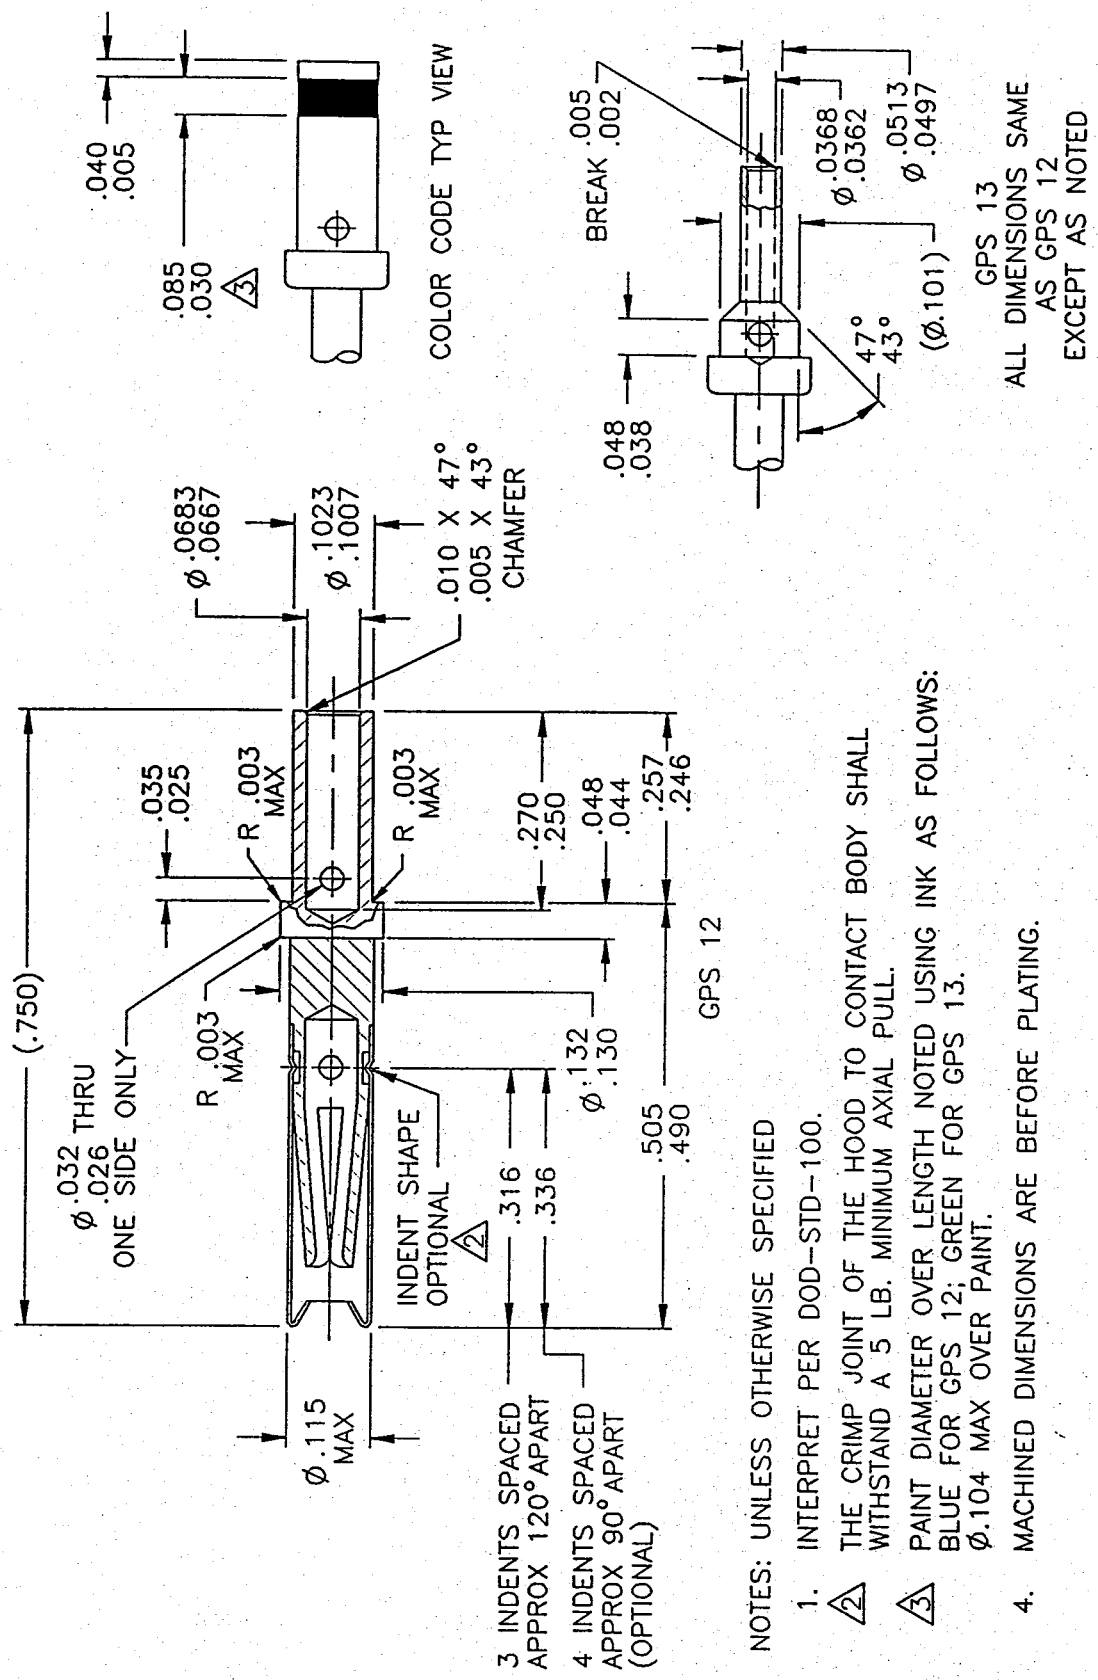 (.750)
Ø .032 THRU
.026
ONE SIDE ONLY
.035
.025
R .003
MAX
R .003
MAX
R .003
MAX
Ø .0683
.0667
Ø .1023
.1007
.010 X 47°
.005 X 43°
CHAMFER
.270
.250
.048
.044
.257
.246
Ø .132
.130
INDENT SHAPE
OPTIONAL
2
.316
.336
.505
.490
Ø .115
MAX
3 INDENTS SPACED
APPROX 120° APART
4 INDENTS SPACED
APPROX 90° APART
(OPTIONAL)
GPS 12
.040
.005
.085
.030
3
COLOR CODE TYP VIEW
BREAK .005
.002
.048
.038
Ø .0368
.0362
Ø .0513
.0497
47°
43°
(Ø.101)
GPS 13
ALL DIMENSIONS SAME
AS GPS 12
EXCEPT AS NOTED
NOTES: UNLESS OTHERWISE SPECIFIED
1. INTERPRET PER DOD-STD-100.
2 THE CRIMP JOINT OF THE HOOD TO CONTACT BODY SHALL
WITHSTAND A 5 LB. MINIMUM AXIAL PULL.
3 PAINT DIAMETER OVER LENGTH NOTED USING INK AS FOLLOWS:
BLUE FOR GPS 12; GREEN FOR GPS 13.
Ø.104 MAX OVER PAINT.
4. MACHINED DIMENSIONS ARE BEFORE PLATING.